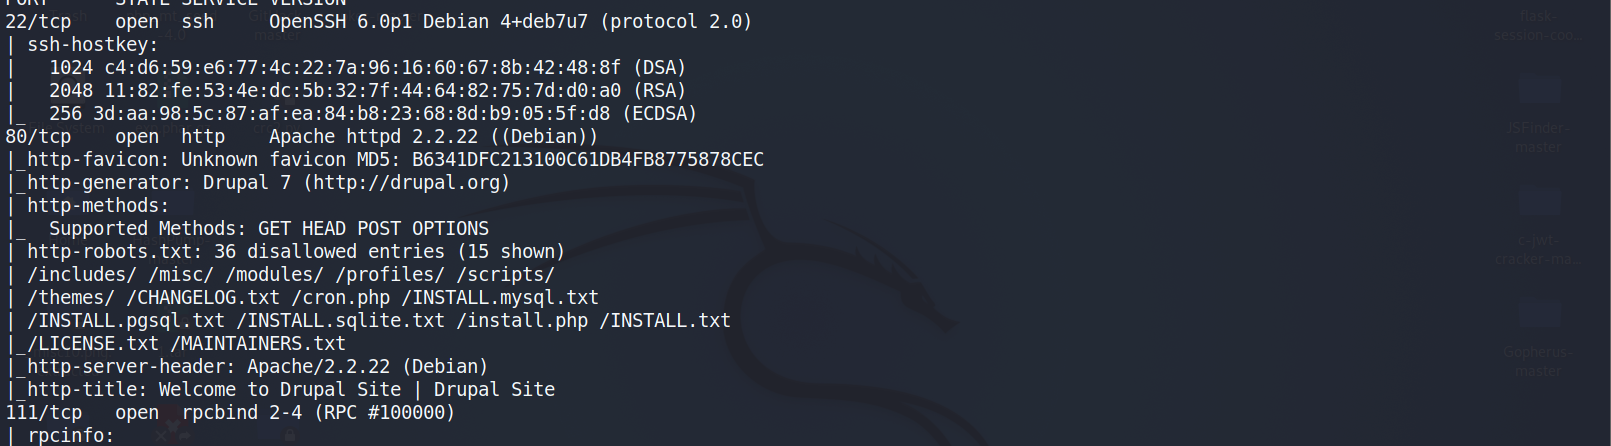 PORT     STATE SERVICE VERSION
22/tcp    open  ssh     OpenSSH 6.0p1 Debian 4+deb7u7 (protocol 2.0)
| ssh-hostkey:
|   1024 c4:d6:59:e6:77:4c:22:7a:96:16:60:67:8b:42:48:8f (DSA)
|   2048 11:82:fe:53:4e:dc:5b:32:7f:44:64:82:75:7d:d0:a0 (RSA)
|_  256 3d:aa:98:5c:87:af:ea:84:b8:23:68:8d:b9:05:5f:d8 (ECDSA)
80/tcp    open  http    Apache httpd 2.2.22 ((Debian))
|_http-favicon: Unknown favicon MD5: B6341DFC213100C61DB4FB8775878CEC
|_http-generator: Drupal 7 (http://drupal.org)
| http-methods:
|_  Supported Methods: GET HEAD POST OPTIONS
| http-robots.txt: 36 disallowed entries (15 shown)
| /includes/ /misc/ /modules/ /profiles/ /scripts/
| /themes/ /CHANGELOG.txt /cron.php /INSTALL.mysql.txt
| /INSTALL.pgsql.txt /INSTALL.sqlite.txt /install.php /INSTALL.txt
|_/LICENSE.txt /MAINTAINERS.txt
|_http-server-header: Apache/2.2.22 (Debian)
|_http-title: Welcome to Drupal Site | Drupal Site
111/tcp   open  rpcbind 2-4 (RPC #100000)
| rpcinfo:
flask-
session-coo...
JSFinder-
master
c-jwt-
cracker-ma...
Gopherus-
master